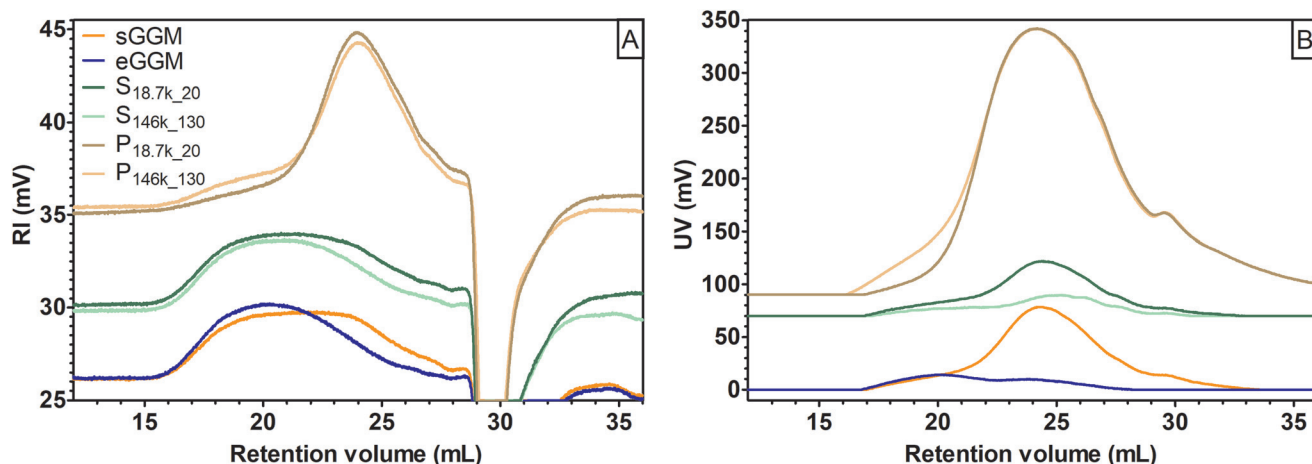 A
sGGM
eGGM
S18.7k_20
S146k_130
P18.7k_20
P146k_130
RI (mV)
45
40
35
30
25
12 15 20 25 30 35
Retention volume (mL)
B
UV (mV)
350
300
250
200
150
100
50
0
15 20 25 30 35
Retention volume (mL)